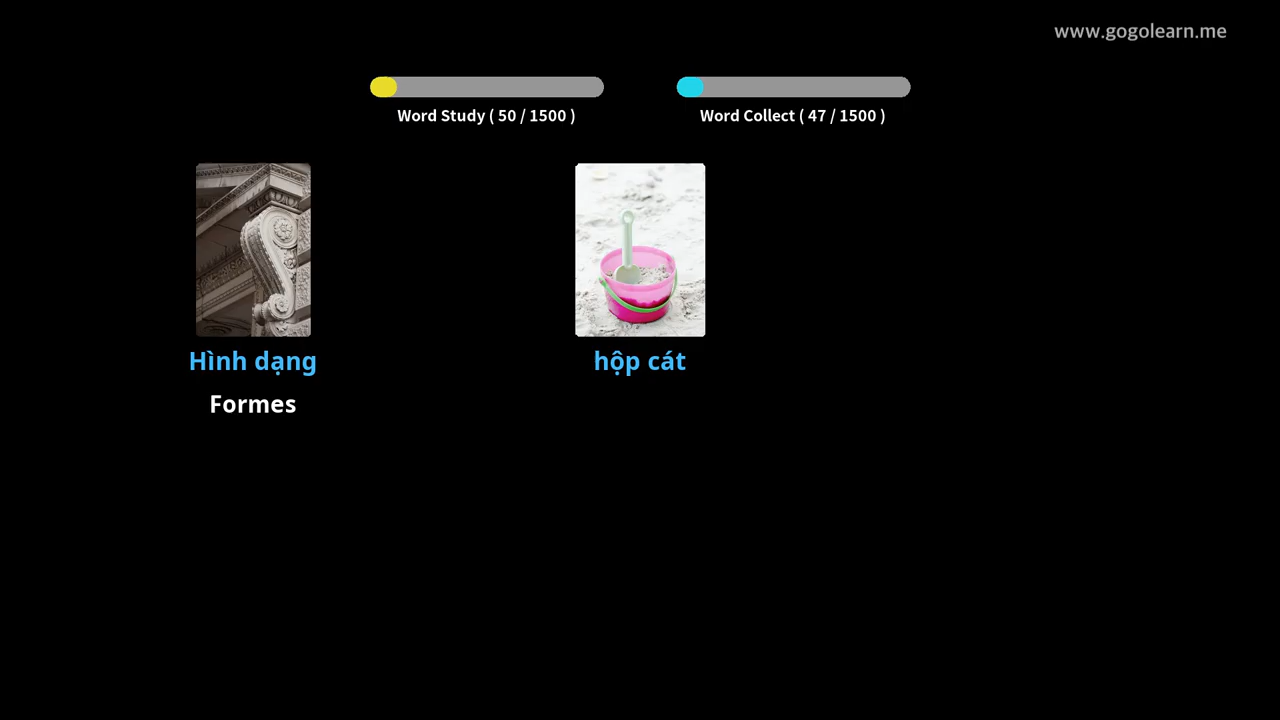 www.gogolearn.me
Word Study ( 50 / 1500 )
Word Collect ( 47 / 1500 )
Hình dạng
Formes
hộp cát